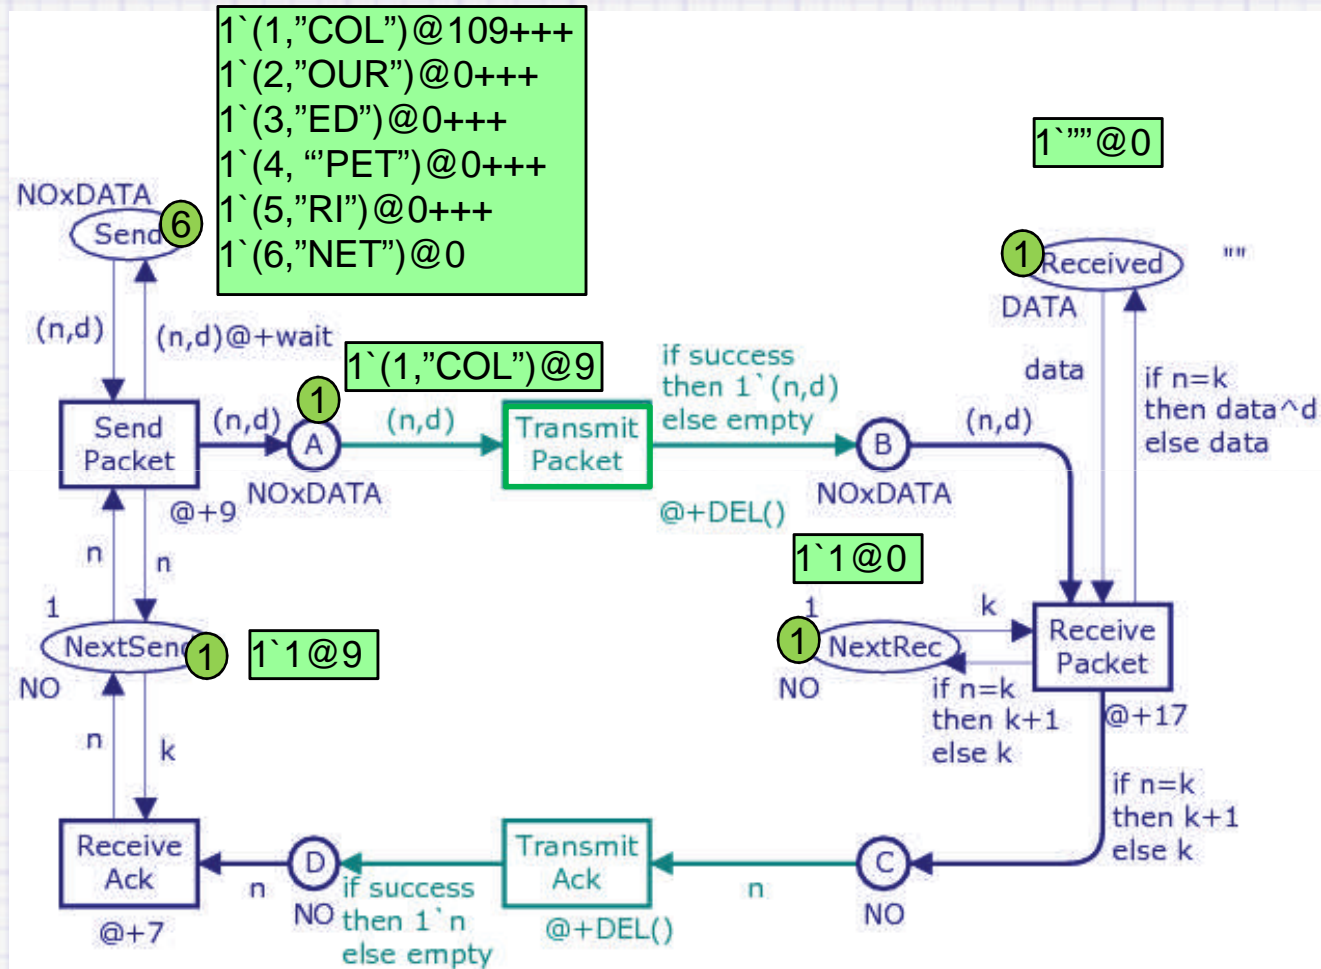 1`(1,”COL”)@109+++
1`(2,”OUR”)@0+++
1`(3,”ED”)@0+++
1`(4, “’PET”)@0+++
1`(5,”RI”)@0+++
1`(6,”NET”)@0
1`””@0
NOxDATA
Send
6
1
Received
""
DATA
(n,d)
(n,d)@+wait
1`(1,”COL”)@9
if success
then 1`(n,d)
else empty
data
if n=k
then data^d
else data
Send
Packet
(n,d)
1
A
(n,d)
Transmit
Packet
B
(n,d)
NOxDATA
NOxDATA
@+9
@+DEL()
n
n
1`1@0
1
NextSend
1
1`1@9
NO
1
1
NextRec
NO
k
Receive
Packet
if n=k
then k+1
else k
@+17
n
k
if n=k
then k+1
else k
Receive
Ack
n
D
NO
if success
then 1`n
else empty
Transmit
Ack
n
C
NO
@+7
@+DEL()